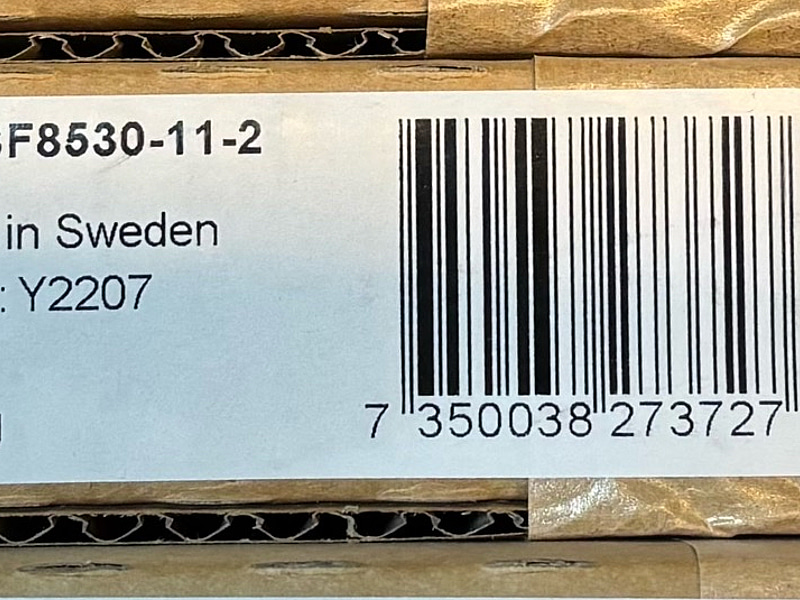 F8530-11-2
in Sweden
: Y2207
7 350038 273727